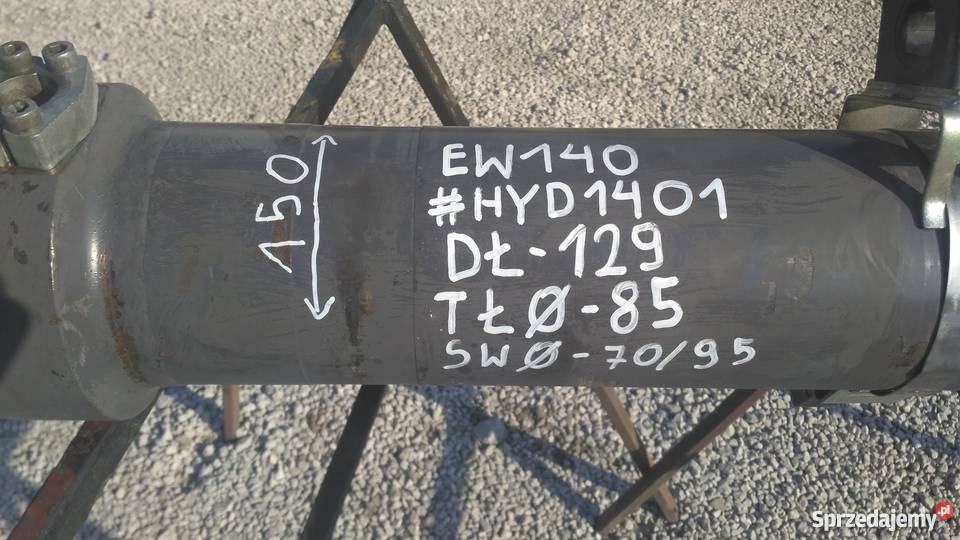 150
EW140
#HYD1401
DŁ-129
TŁØ-85
SWØ-70/95
Sprzedajemy.pl